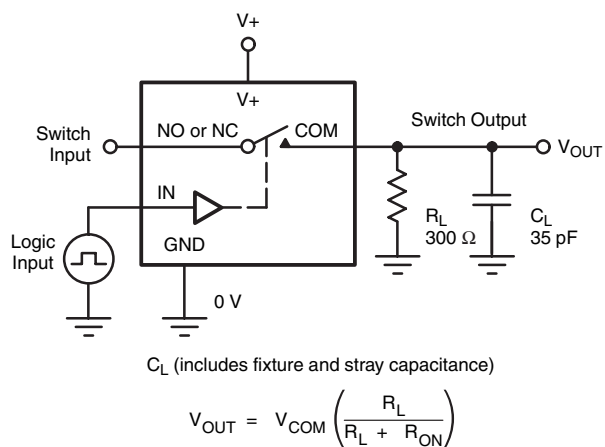 V+
V+
Switch Output
Switch
Input
NO or NC
COM
V_OUT
IN
R_L
300 Ω
C_L
35 pF
Logic
Input
GND
0 V
C_L (includes fixture and stray capacitance)
V_OUT = V_COM (R_L / (R_L + R_ON))